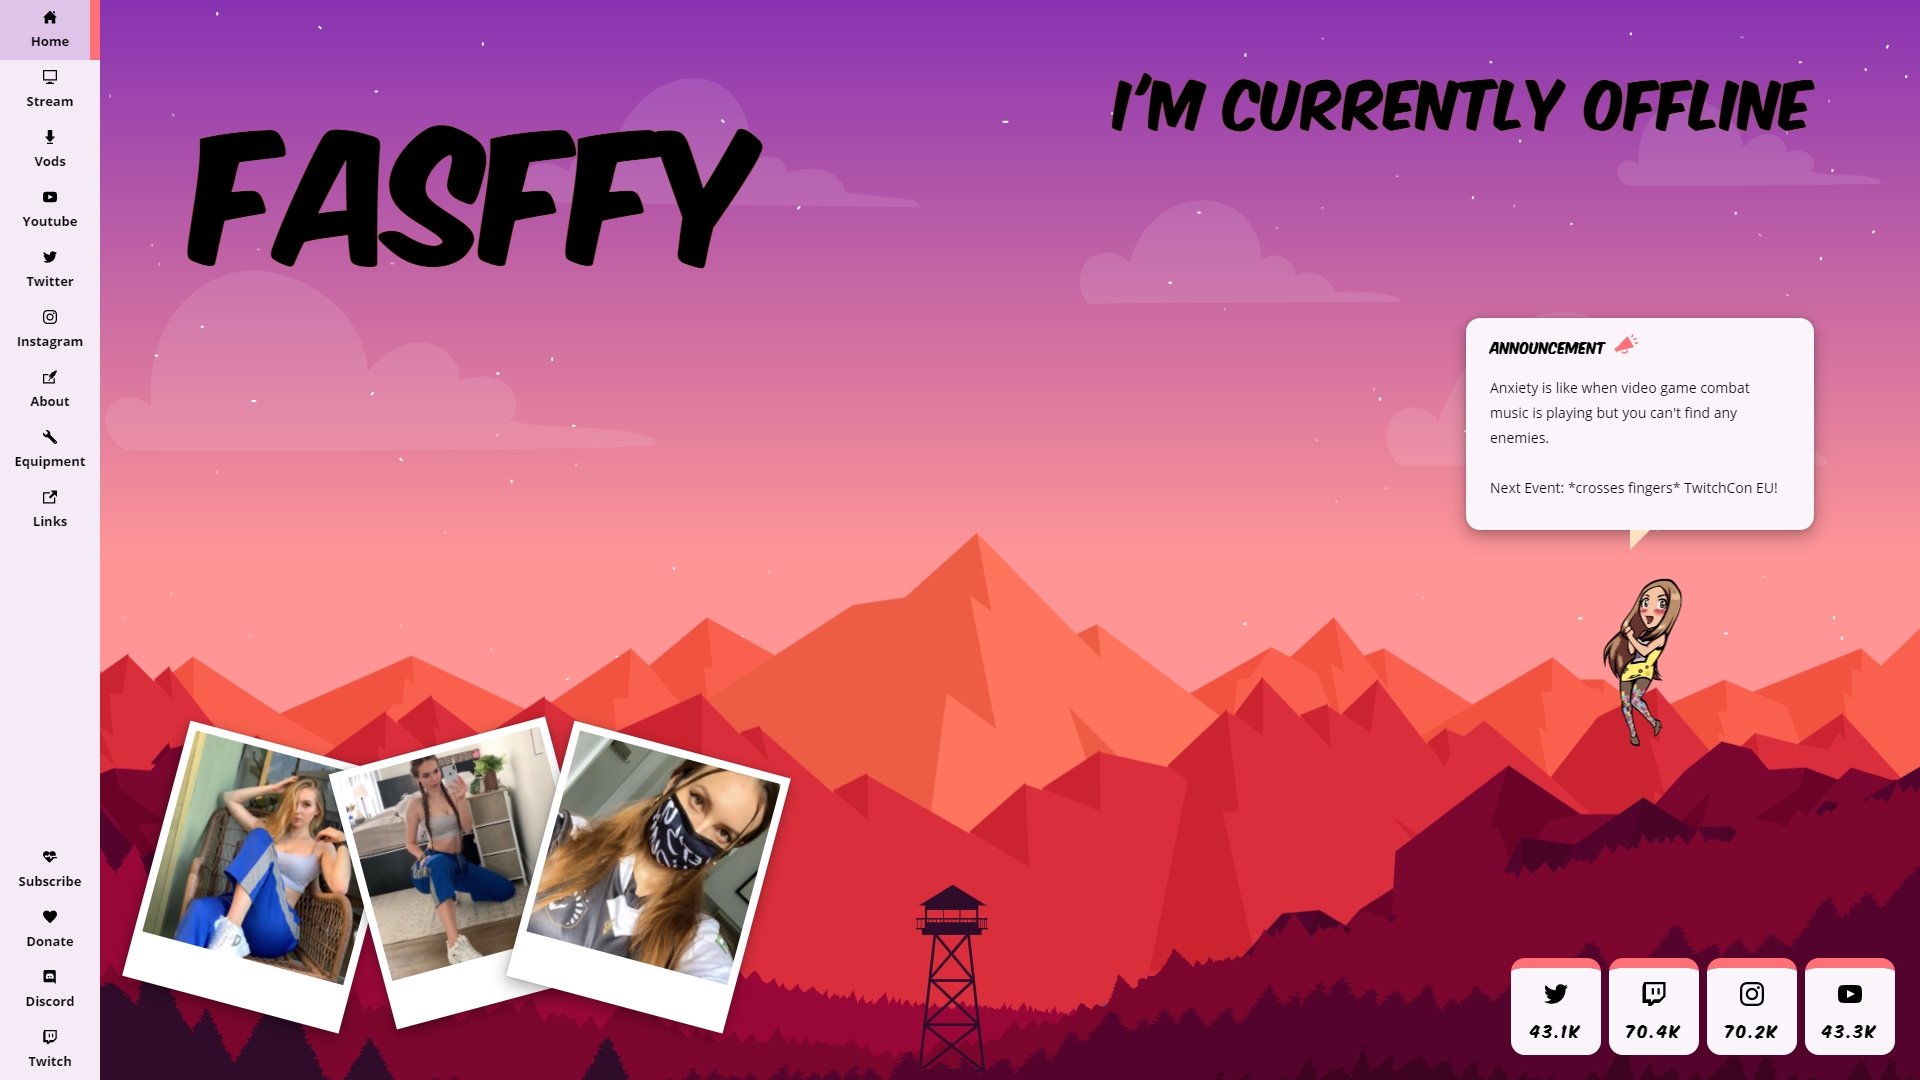 Home
Stream
Vods
Youtube
Twitter
Instagram
About
Equipment
Links
Subscribe
Donate
Discord
Twitch
FASFFY
I'M CURRENTLY OFFLINE
ANNOUNCEMENT
Anxiety is like when video game combat
music is playing but you can't find any
enemies.
Next Event: *crosses fingers* TwitchCon EU!
43.1K
70.4K
70.2K
43.3K